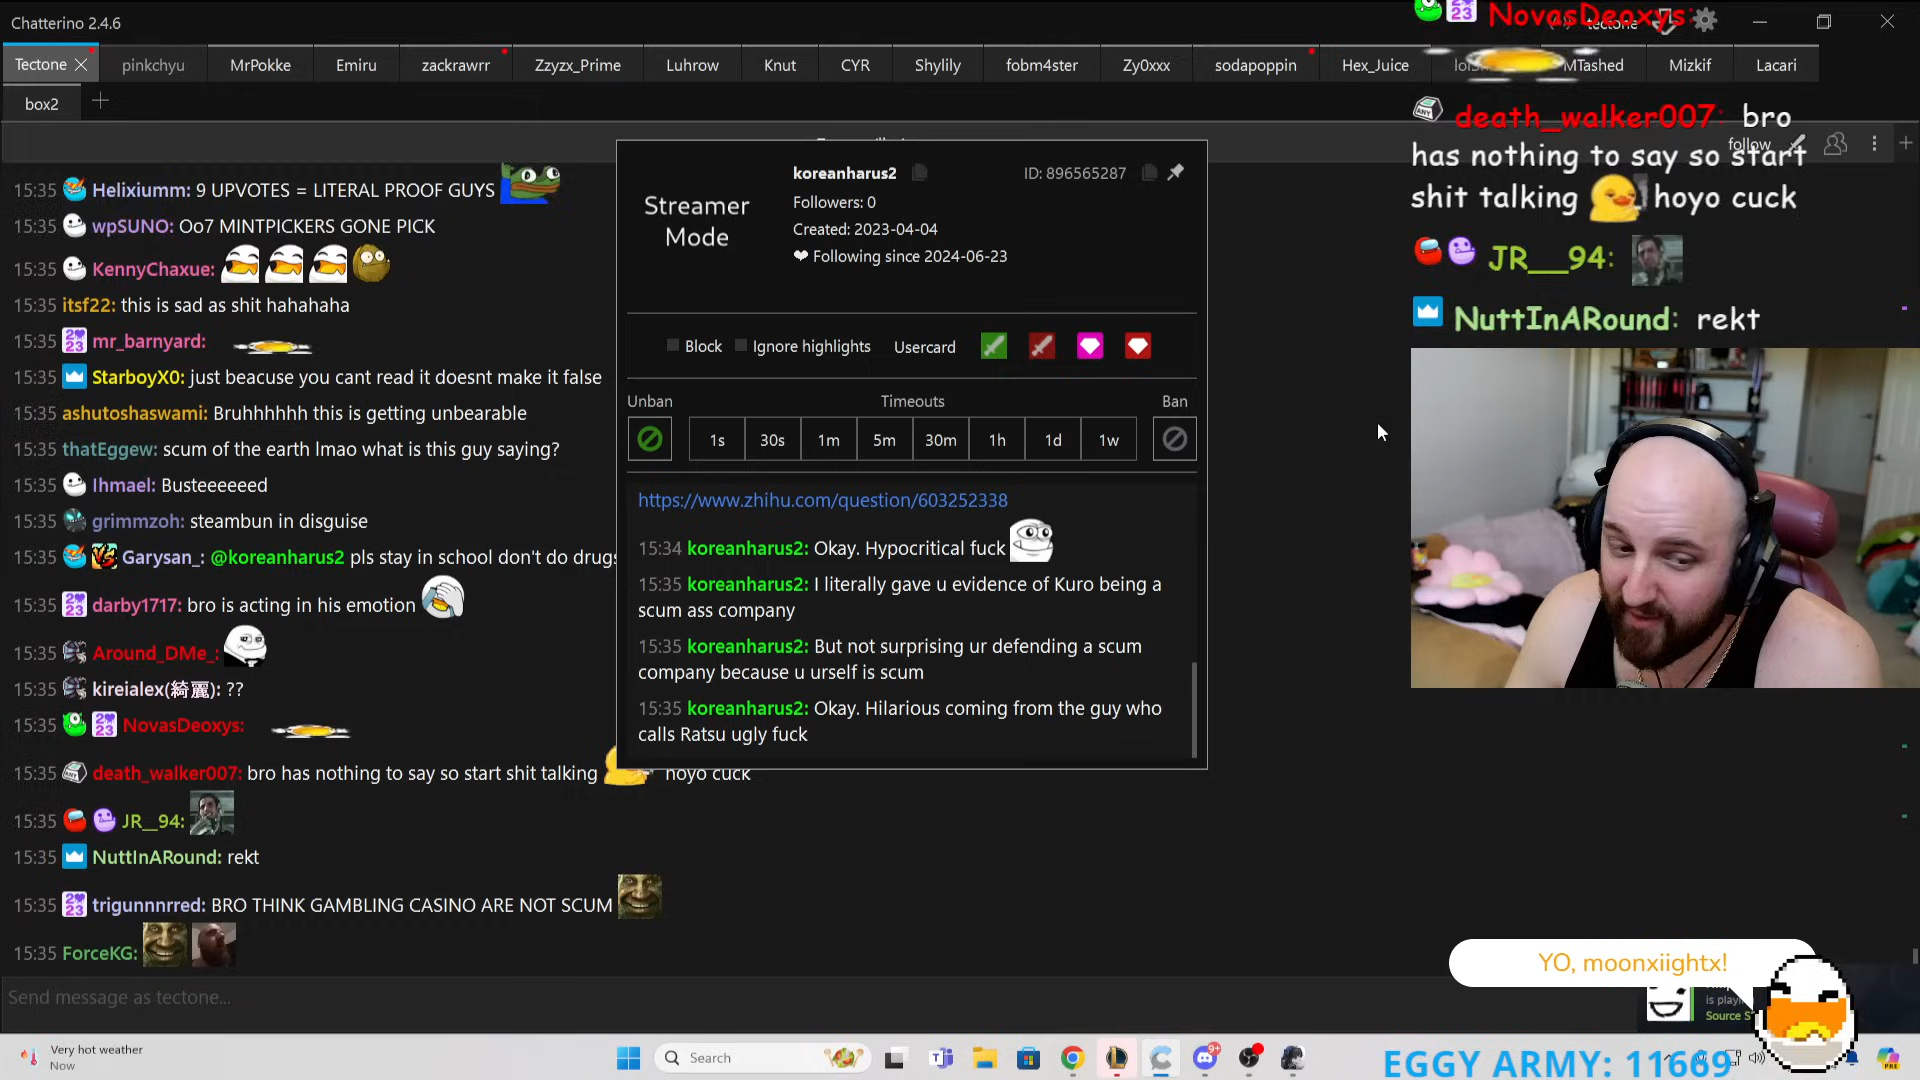 Chatterino 2.4.6
tectone
Tectone
pinkchyu
MrPokke
Emiru
zackrawrr
Zzyzx_Prime
Luhrow
Knut
CYR
Shylily
fobm4ster
Zy0xxx
sodapoppin
Hex_Juice
MTashed
Mizkif
Lacari
box2
follow
15:35 Helixiumm: 9 UPVOTES = LITERAL PROOF GUYS
15:35 wpSUNO: Oo7 MINTPICKERS GONE PICK
15:35 KennyChaxue:
15:35 itsf22: this is sad as shit hahahaha
15:35 mr_barnyard:
15:35 StarboyX0: just beacuse you cant read it doesnt make it false
15:35 ashutoshaswami: Bruhhhhhh this is getting unbearable
15:35 thatEggew: scum of the earth lmao what is this guy saying?
15:35 Ihmael: Busteeeeeed
15:35 grimmzoh: steambun in disguise
15:35 Garysan_: @koreanharus2 pls stay in school don't do drugs
15:35 darby1717: bro is acting in his emotion
15:35 Around_DMe_:
15:35 kireialex(綺麗): ??
15:35 NovasDeoxys:
15:35 death_walker007: bro has nothing to say so start shit talking hoyo cuck
15:35 JR__94:
15:35 NuttInARound: rekt
15:35 trigunnnrred: BRO THINK GAMBLING CASINO ARE NOT SCUM
15:35 ForceKG:
Send message as tectone...
Streamer
Mode
koreanharus2
ID: 896565287
Followers: 0
Created: 2023-04-04
❤ Following since 2024-06-23
Block
Ignore highlights
Usercard
Unban
Timeouts
Ban
1s
30s
1m
5m
30m
1h
1d
1w
https://www.zhihu.com/question/603252338
15:34 koreanharus2: Okay. Hypocritical fuck
15:35 koreanharus2: I literally gave u evidence of Kuro being a
scum ass company
15:35 koreanharus2: But not surprising ur defending a scum
company because u urself is scum
15:35 koreanharus2: Okay. Hilarious coming from the guy who
calls Ratsu ugly fuck
NovasDeoxys:
death_walker007: bro
has nothing to say so start
shit talking hoyo cuck
JR__94:
NuttInARound: rekt
YO, moonxiightx!
is playi
Source S
EGGY ARMY: 11669
Very hot weather
Now
Search
9+
PRE